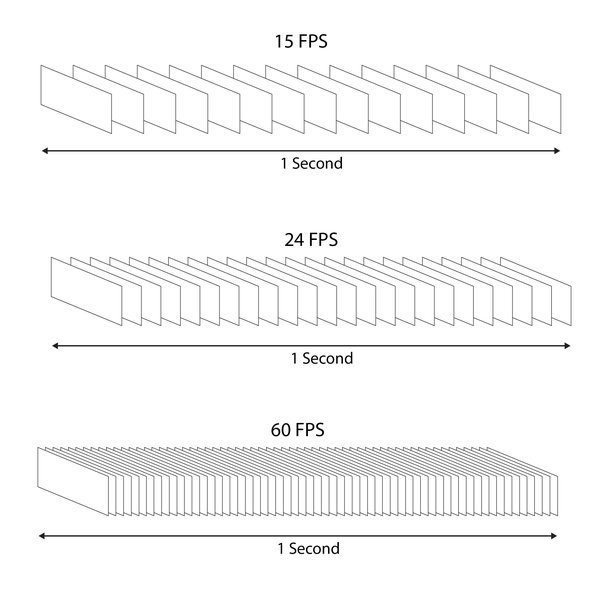 15 FPS
1 Second
24 FPS
1 Second
60 FPS
1 Second